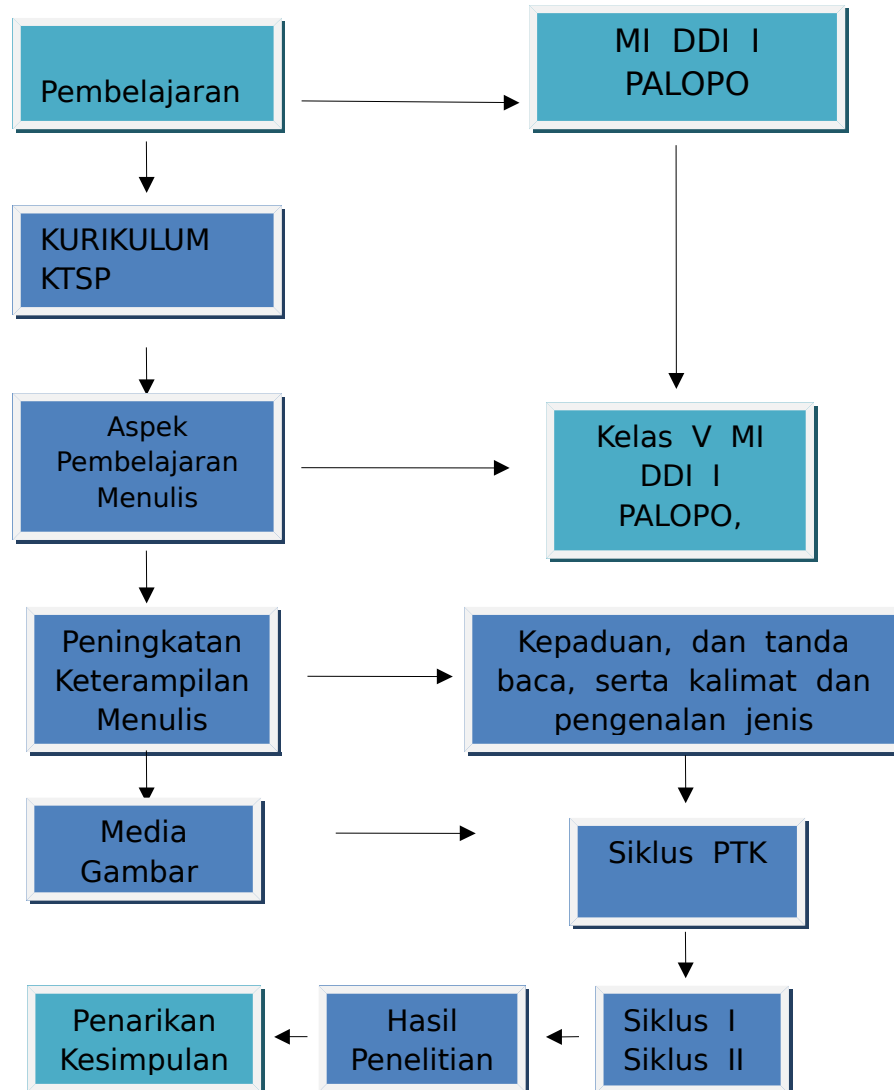 Pembelajaran
MI DDI I
PALOPO
KURIKULUM
KTSP
Aspek
Pembelajaran
Menulis
Kelas V MI
DDI I
PALOPO,
Peningkatan
Keterampilan
Menulis
Kepaduan, dan tanda
baca, serta kalimat dan
pengenalan jenis
Media
Gambar
Siklus PTK
Penarikan
Kesimpulan
Hasil
Penelitian
Siklus I
Siklus II